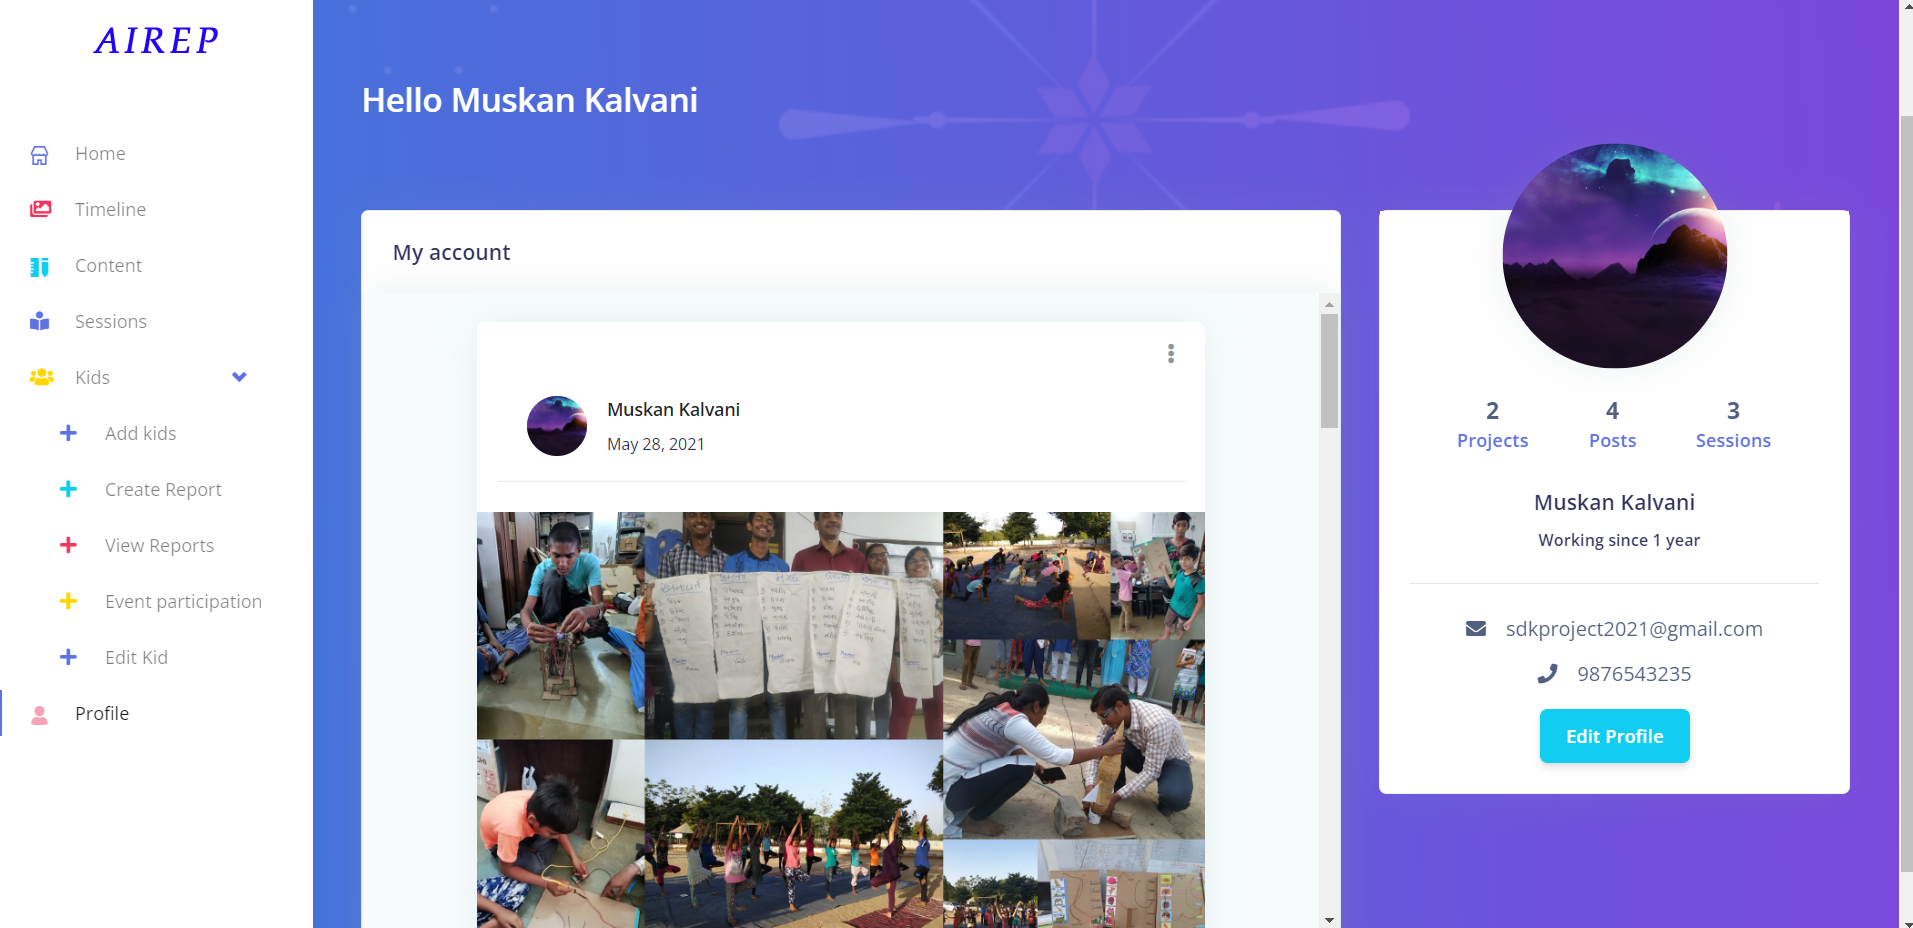 AIREP
Home
Timeline
Content
Sessions
Kids
Add kids
Create Report
View Reports
Event participation
Edit Kid
Profile
Hello Muskan Kalvani
My account
Muskan Kalvani
May 28, 2021
2
Projects
4
Posts
3
Sessions
Muskan Kalvani
Working since 1 year
sdkproject2021@gmail.com
9876543235
Edit Profile